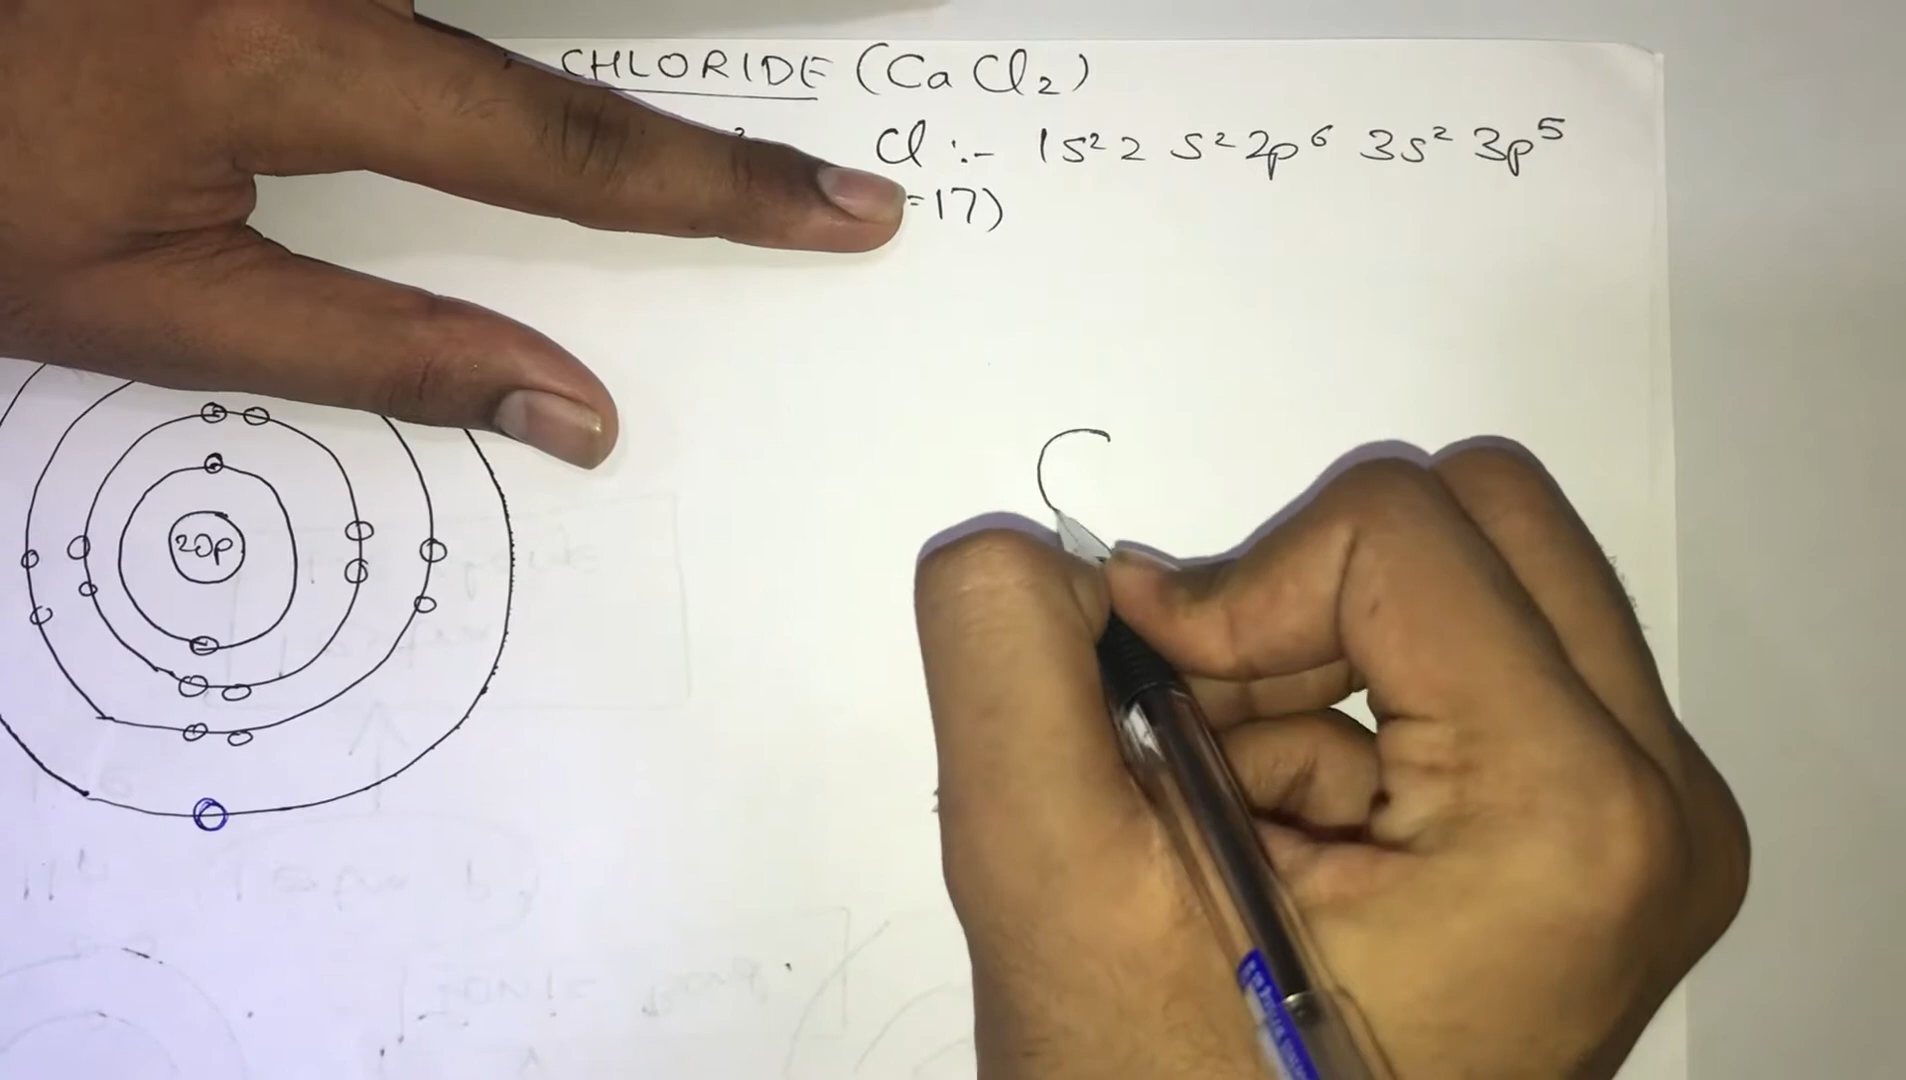 CHLORIDE (CaCl₂)
Cl :- 1s² 2s² 2p⁶ 3s² 3p⁵
=17)
20p